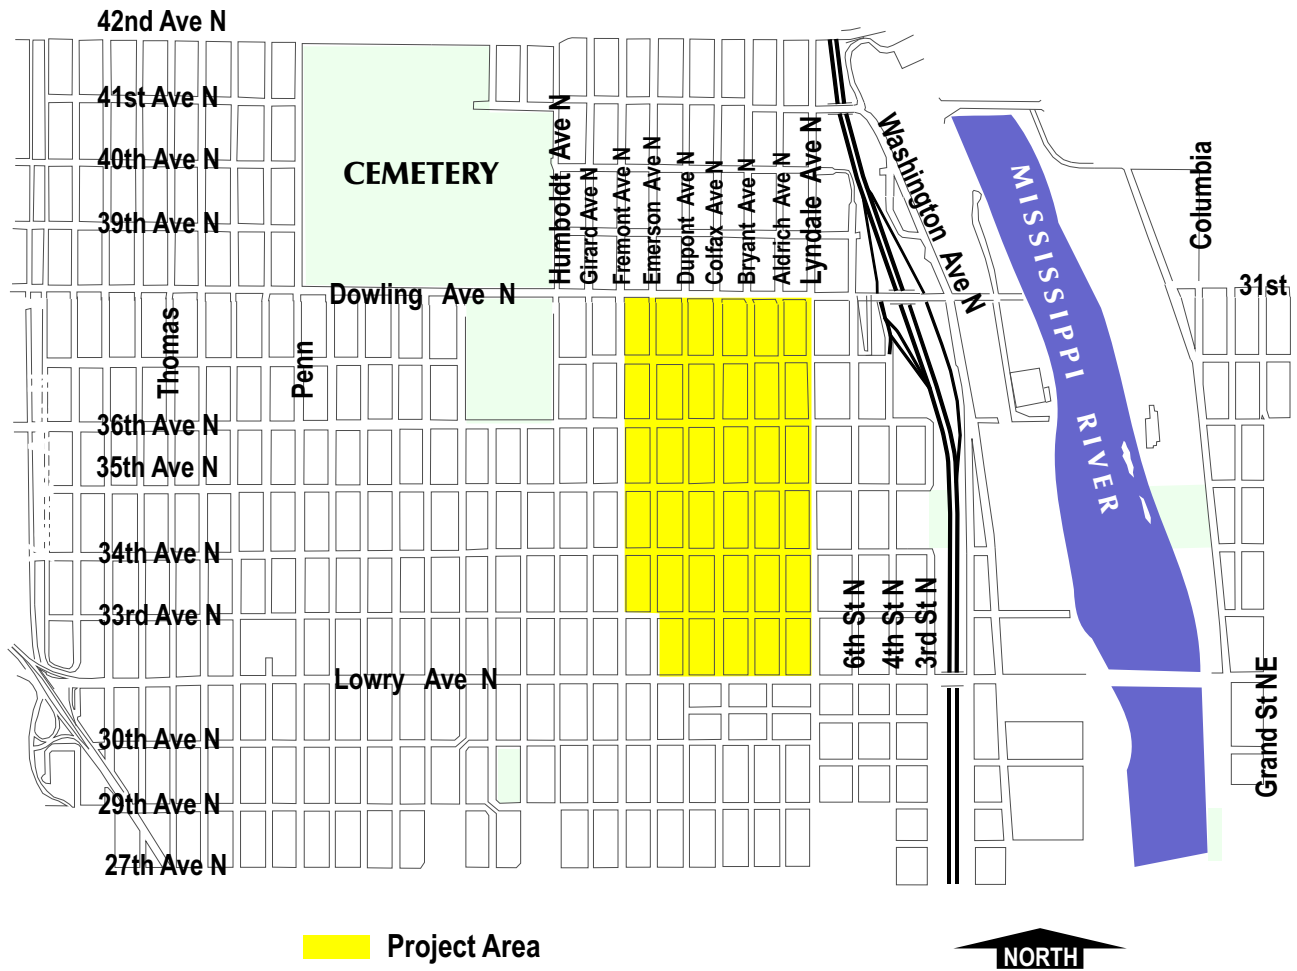 42nd Ave N
41st Ave N
40th Ave N
39th Ave N
CEMETERY
Humboldt Ave N
Girard Ave N
Fremont Ave N
Emerson Ave N
Dupont Ave N
Colfax Ave N
Bryant Ave N
Aldrich Ave N
Lyndale Ave N
Washington Ave N
MISSISSIPPI RIVER
Columbia
31st
Dowling Ave N
Thomas
Penn
36th Ave N
35th Ave N
34th Ave N
33rd Ave N
6th St N
4th St N
3rd St N
Lowry Ave N
Grand St NE
30th Ave N
29th Ave N
27th Ave N
Project Area
NORTH